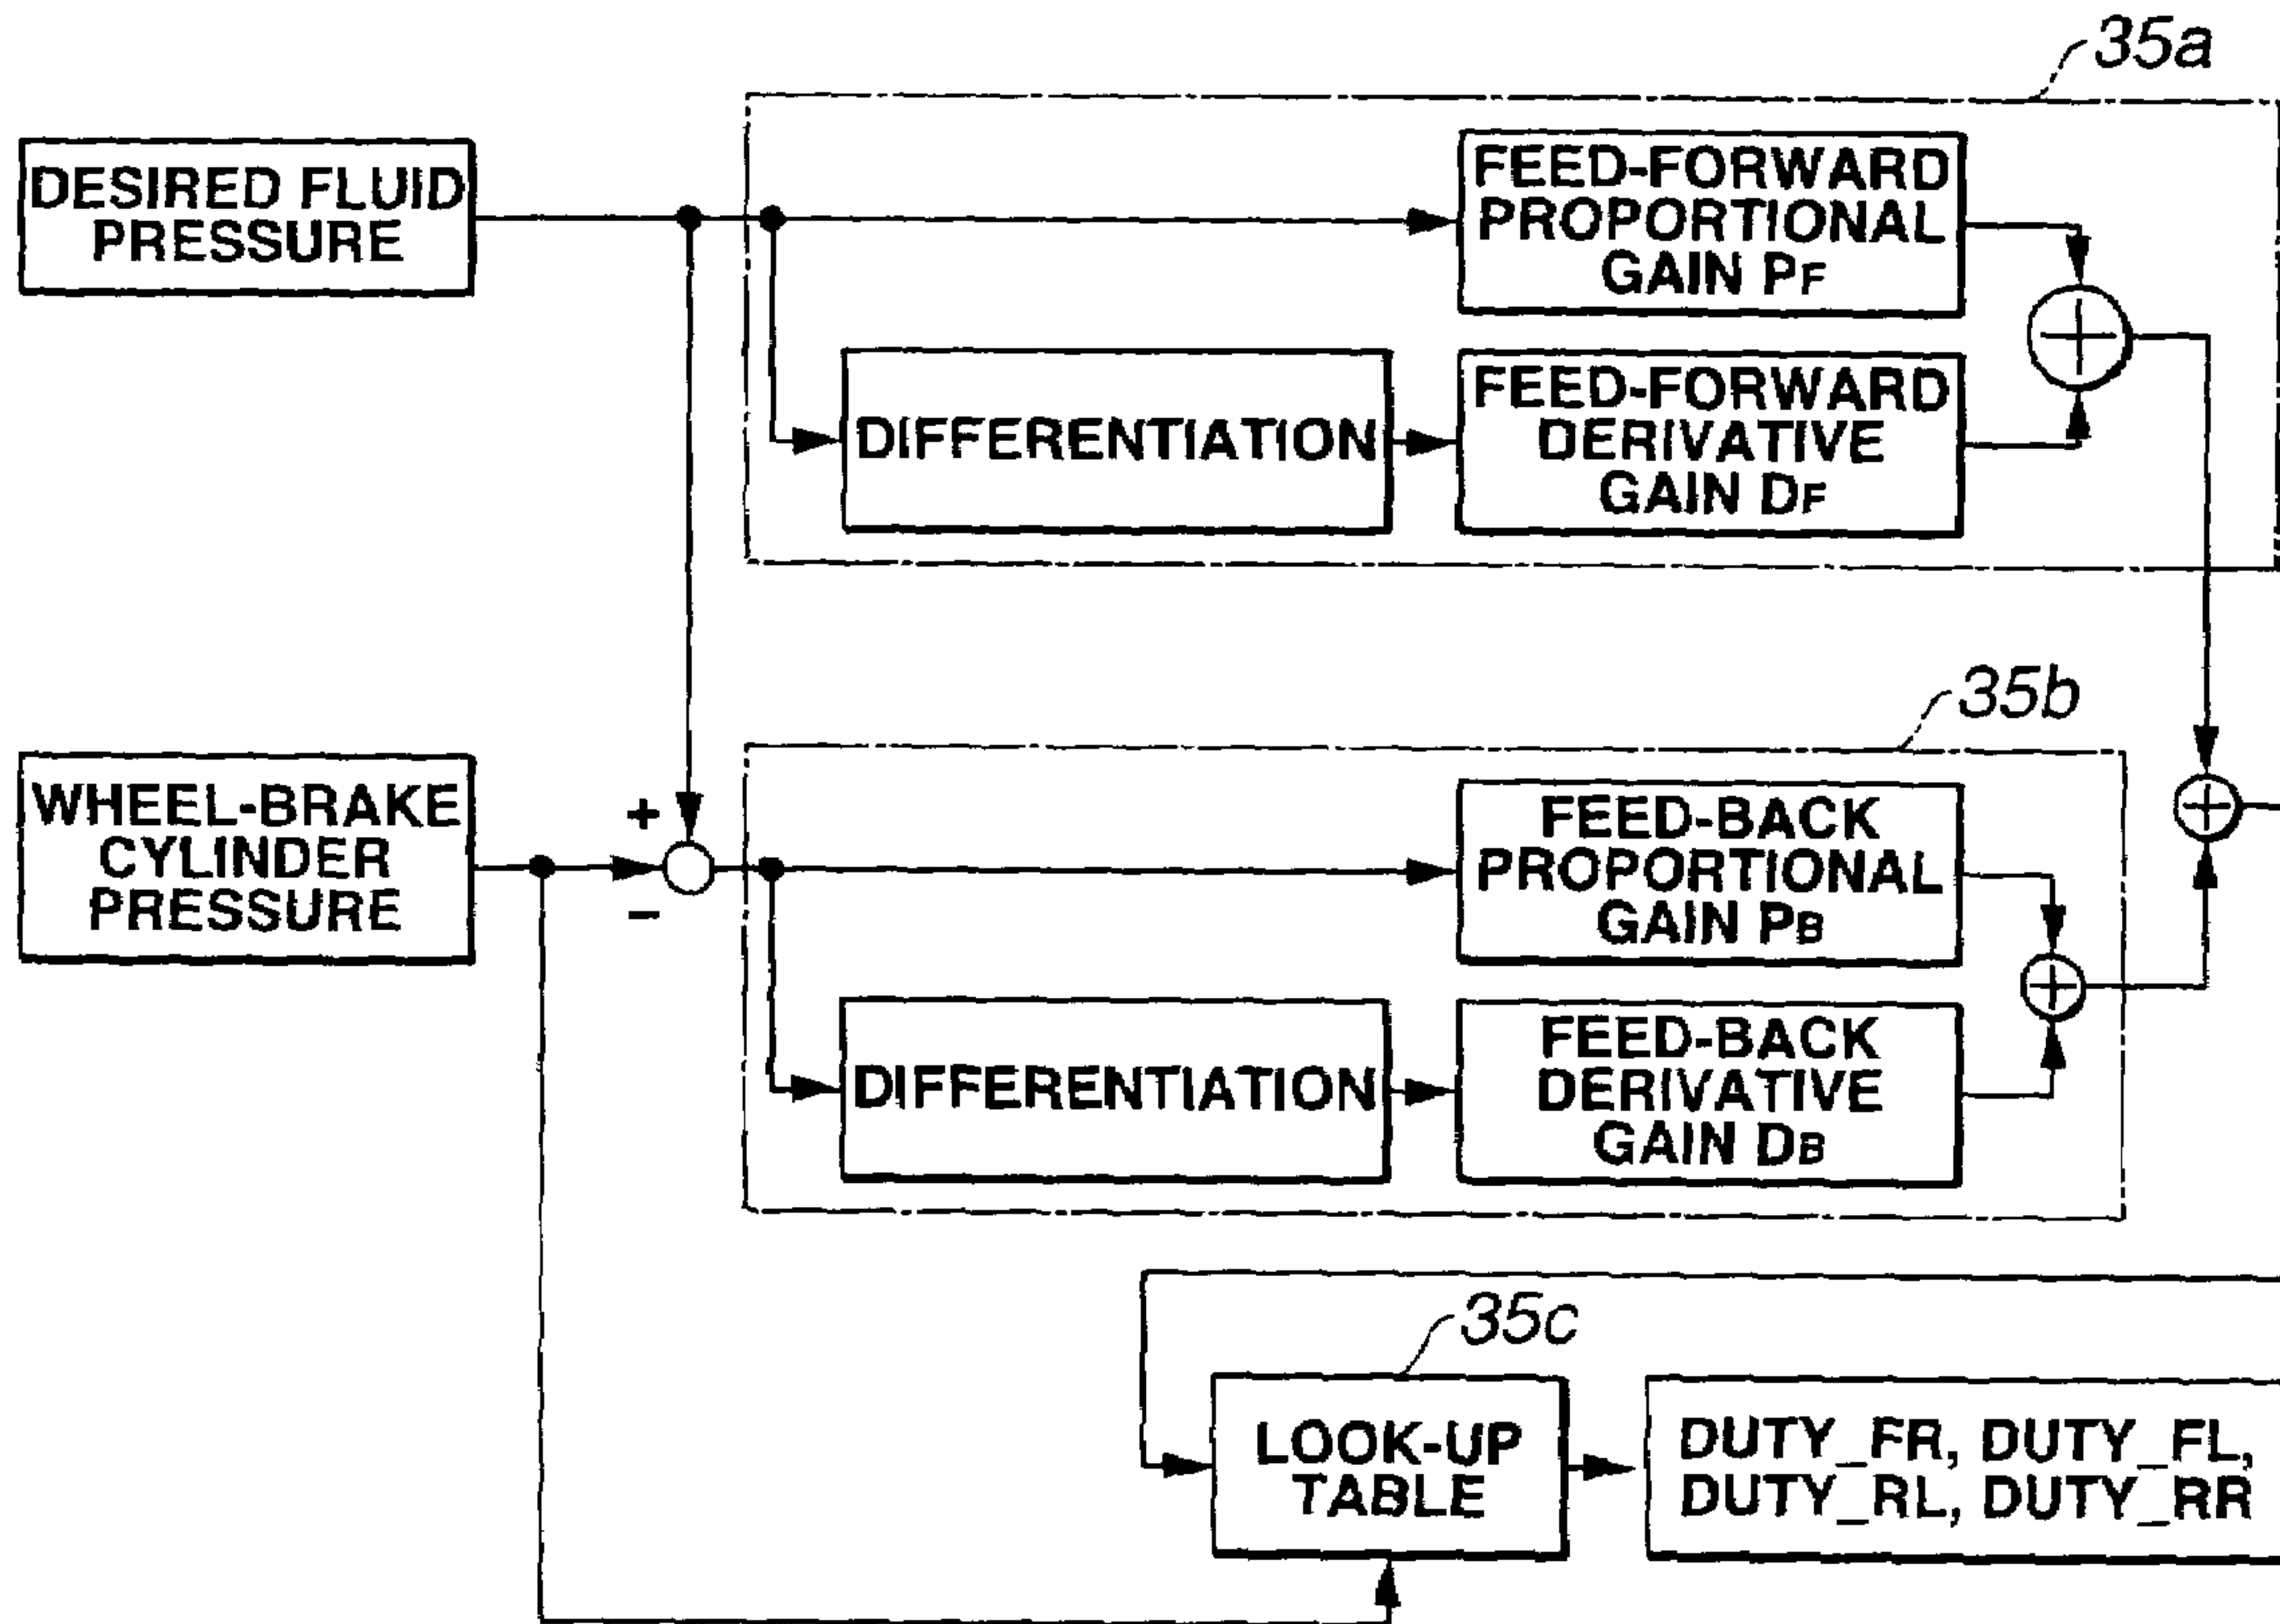 35a
DESIRED FLUID
PRESSURE
FEED-FORWARD
PROPORTIONAL
GAIN PF
DIFFERENTIATION
FEED-FORWARD
DERIVATIVE
GAIN DF
35b
WHEEL-BRAKE
CYLINDER
PRESSURE
+
−
FEED-BACK
PROPORTIONAL
GAIN PB
DIFFERENTIATION
FEED-BACK
DERIVATIVE
GAIN DB
35c
LOOK-UP
TABLE
DUTY_FR, DUTY_FL,
DUTY_RL, DUTY_RR